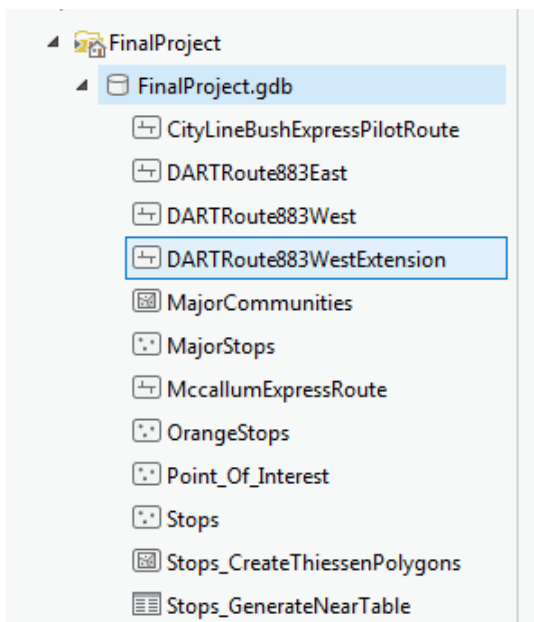 FinalProject
FinalProject.gdb
CityLineBushExpressPilotRoute
DARTRoute883East
DARTRoute883West
DARTRoute883WestExtension
MajorCommunities
MajorStops
MccallumExpressRoute
OrangeStops
Point_Of_Interest
Stops
Stops_CreateThiessenPolygons
Stops_GenerateNearTable